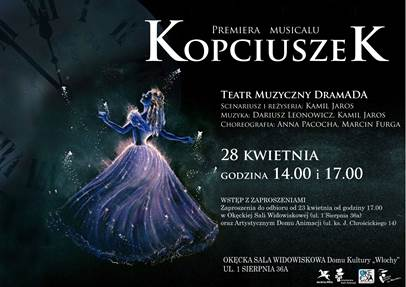 PREMIERA MUSICALU
KOPCIUSZEK
TEATR MUZYCZNY DRAMADA
SCENARIUSZ I REŻYSERIA: KAMIL JAROS
MUZYKA: DARIUSZ LEONOWICZ, KAMIL JAROS
CHOREOGRAFIA: ANNA PACOCHA, MARCIN FURGA
28 KWIETNIA
GODZINA 14.00 I 17.00
WSTĘP Z ZAPROSZENIAMI
Zaproszenia do odbioru od 23 kwietnia od godziny 17.00
w Okęckiej Sali Widowiskowej (ul. 1 Sierpnia 36a)
oraz Artystycznym Domu Animacji (ul. ks. J. Chrościckiego 14)
OKĘCKA SALA WIDOWISKOWA Domu Kultury „Włochy”
UL. 1 SIERPNIA 36A